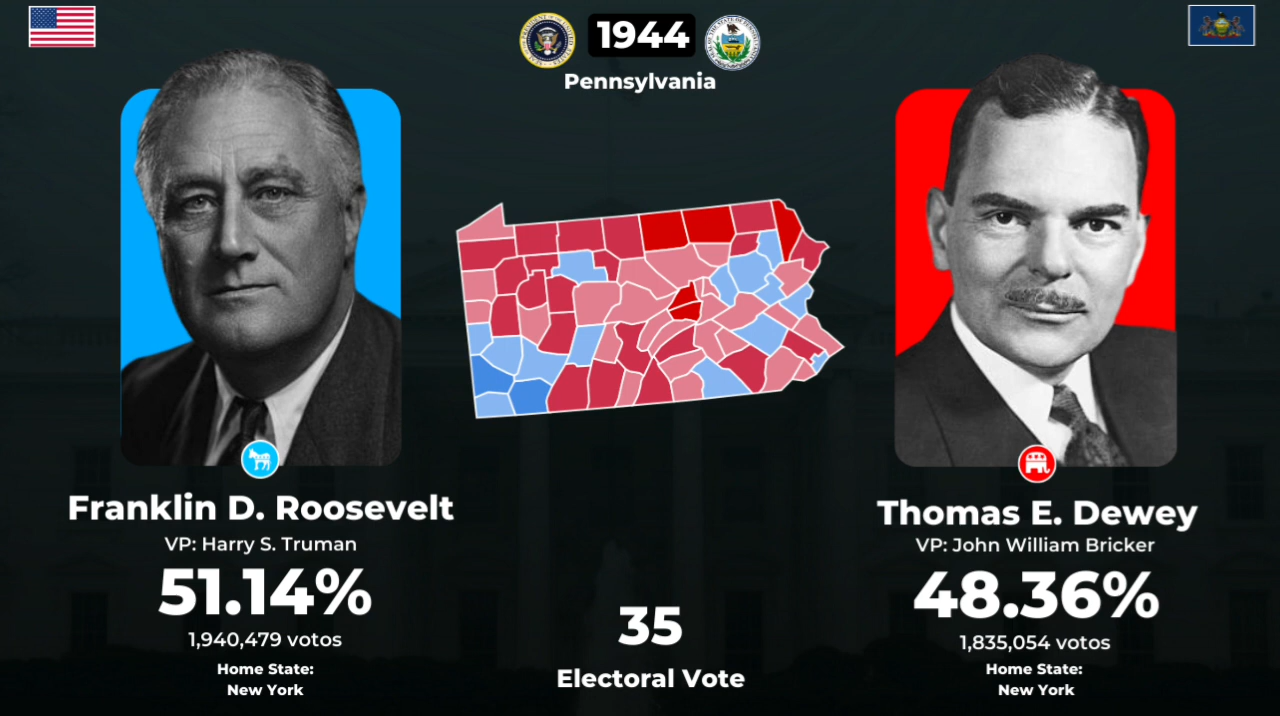 1944
Pennsylvania
Franklin D. Roosevelt
VP: Harry S. Truman
51.14%
1,940,479 votos
Home State:
New York
35
Electoral Vote
Thomas E. Dewey
VP: John William Bricker
48.36%
1,835,054 votos
Home State:
New York